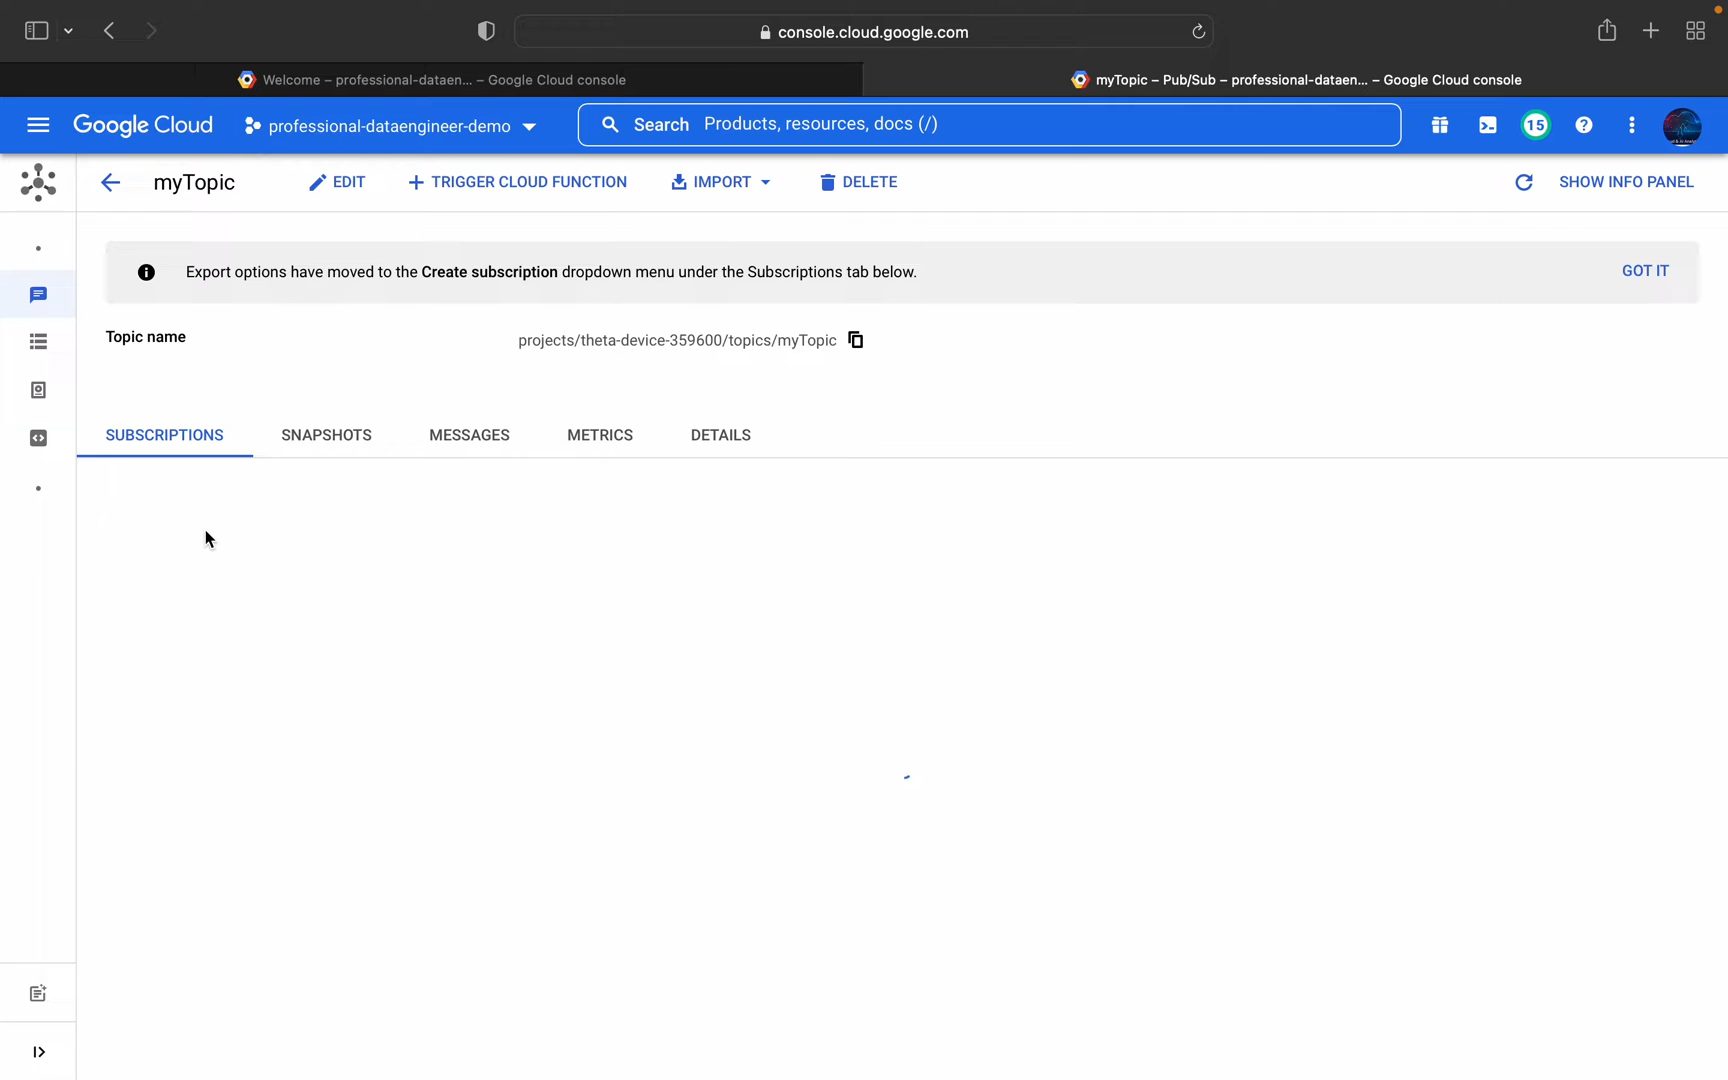 console.cloud.google.com
Welcome – professional-dataen... – Google Cloud console
myTopic – Pub/Sub – professional-dataen... – Google Cloud console
Google Cloud
professional-dataengineer-demo
Search Products, resources, docs (/)
15
myTopic
EDIT
TRIGGER CLOUD FUNCTION
IMPORT
DELETE
SHOW INFO PANEL
Export options have moved to the Create subscription dropdown menu under the Subscriptions tab below.
GOT IT
Topic name
projects/theta-device-359600/topics/myTopic
SUBSCRIPTIONS
SNAPSHOTS
MESSAGES
METRICS
DETAILS